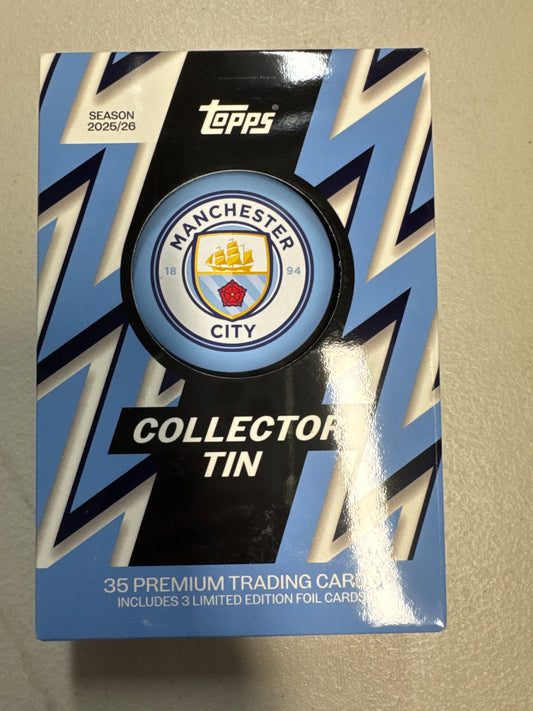 SEASON
2025/26
Topps®
MANCHESTER
18 94
CITY
COLLECTOR
TIN
35 PREMIUM TRADING CARDS
INCLUDES 3 LIMITED EDITION FOIL CARDS